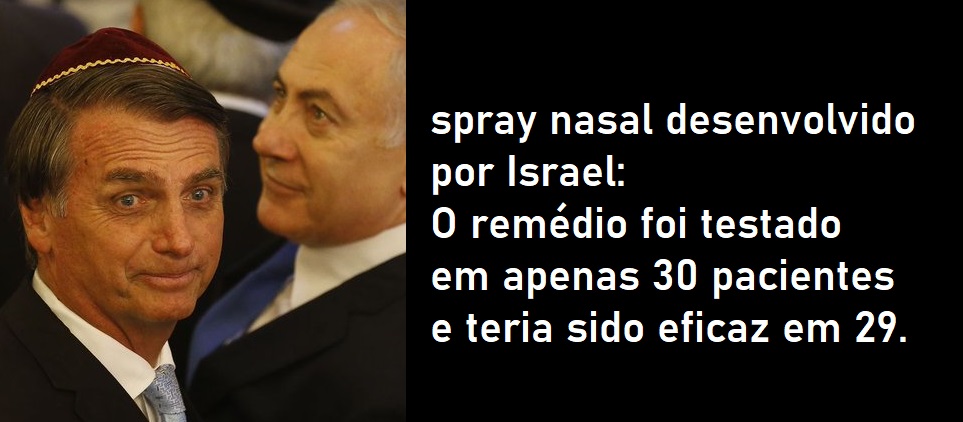 spray nasal desenvolvido
por Israel:
O remédio foi testado
em apenas 30 pacientes
e teria sido eficaz em 29.